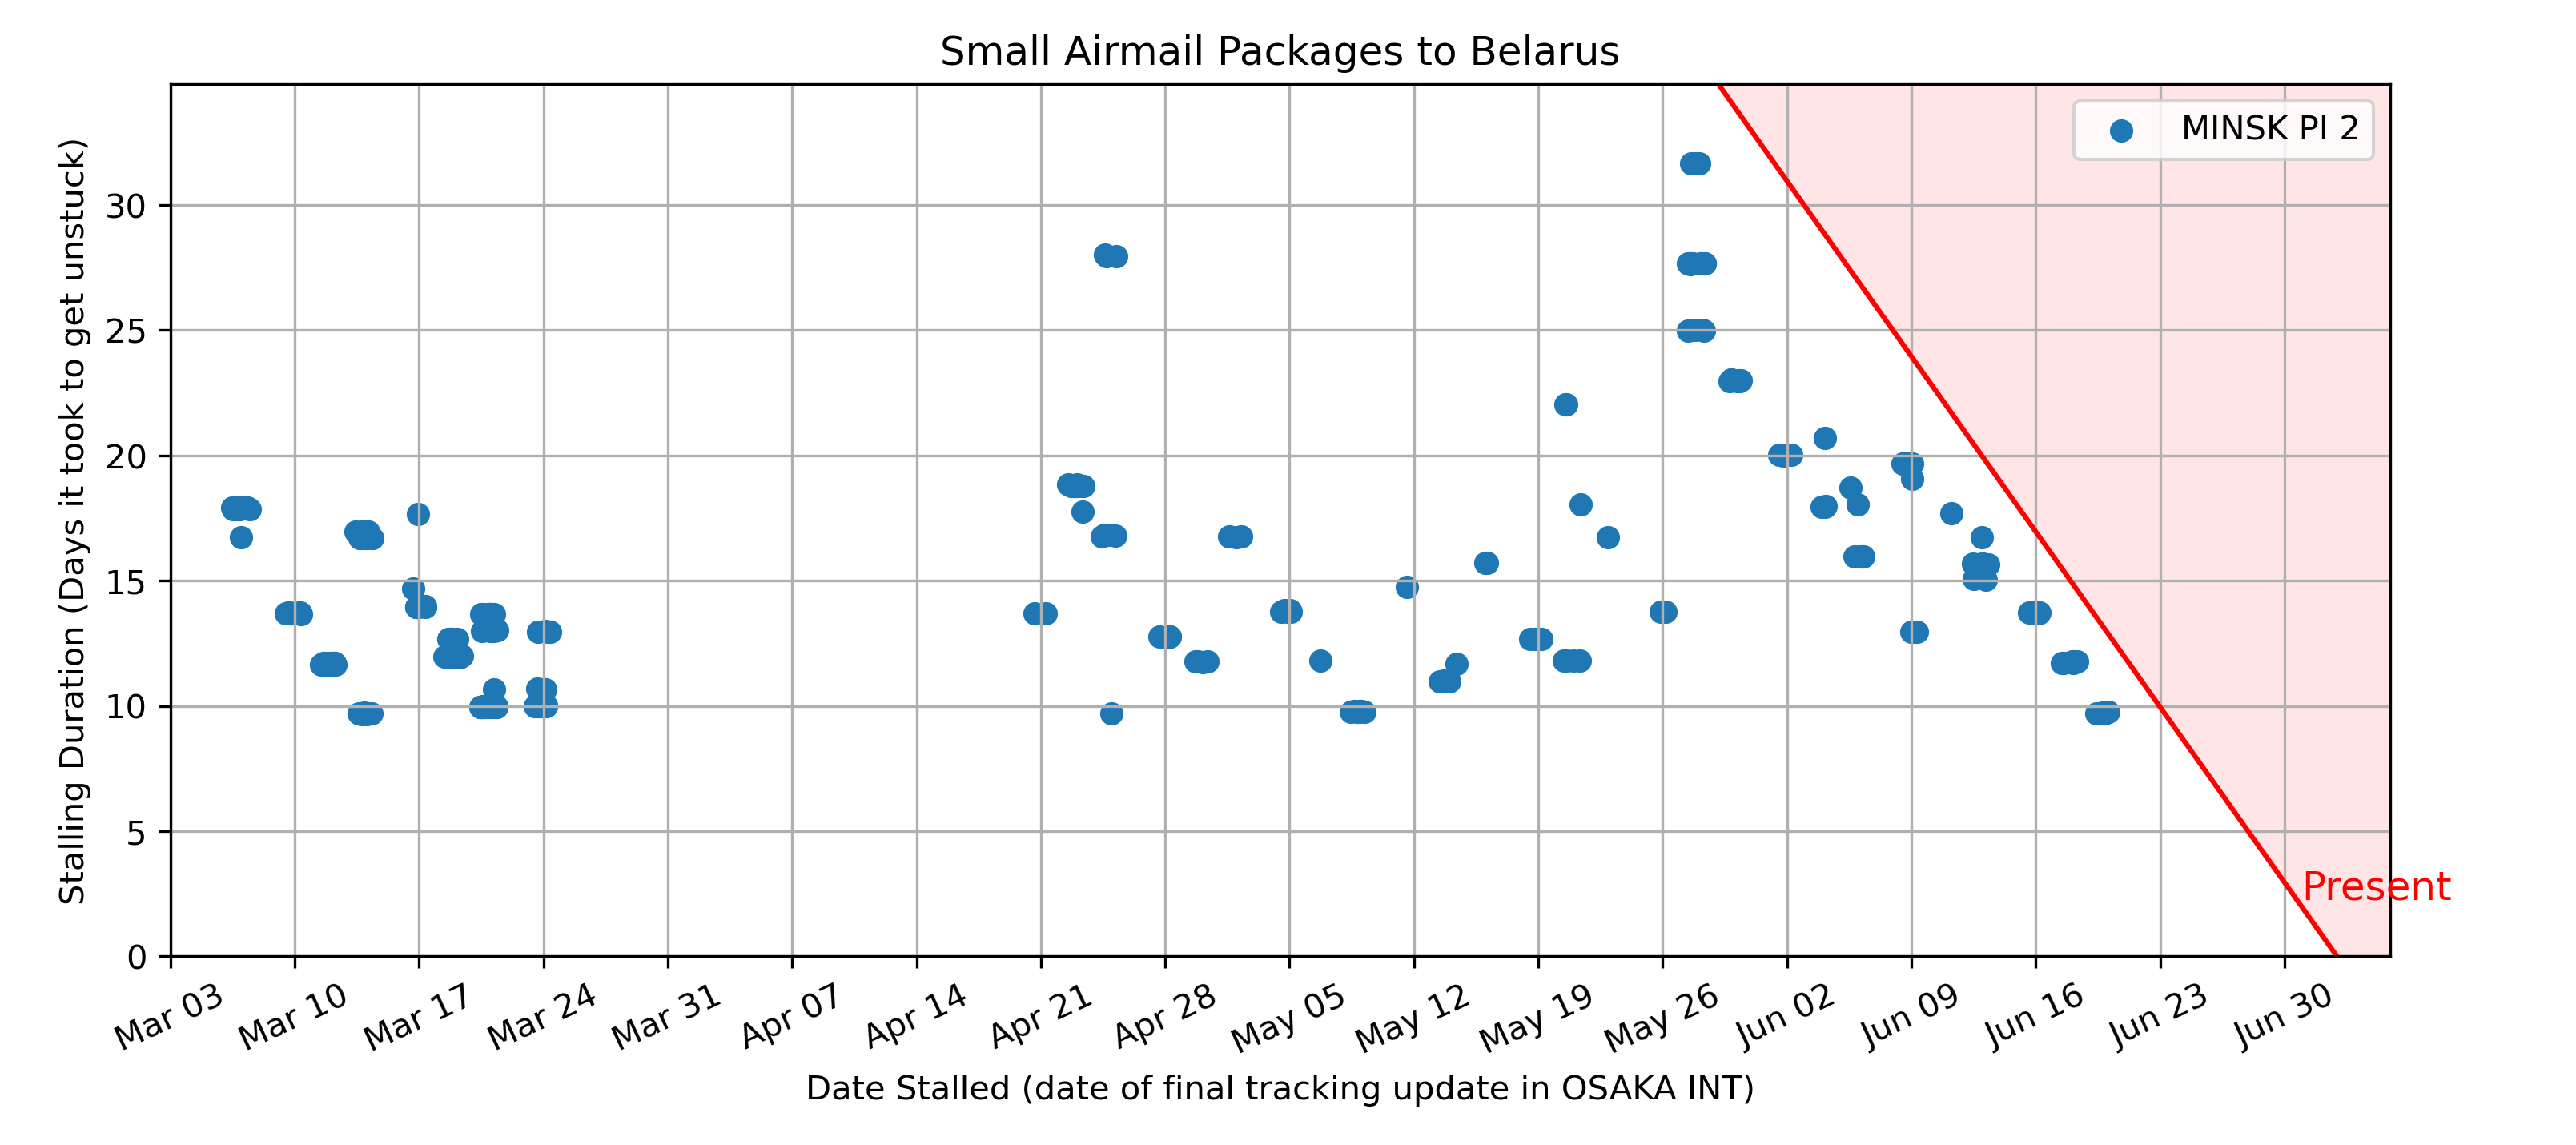 Small Airmail Packages to Belarus
MINSK PI 2
Stalling Duration (Days it took to get unstuck)
30
25
20
15
10
5
0
Present
Mar 03
Mar 10
Mar 17
Mar 24
Mar 31
Apr 07
Apr 14
Apr 21
Apr 28
May 05
May 12
May 19
May 26
Jun 02
Jun 09
Jun 16
Jun 23
Jun 30
Date Stalled (date of final tracking update in OSAKA INT)